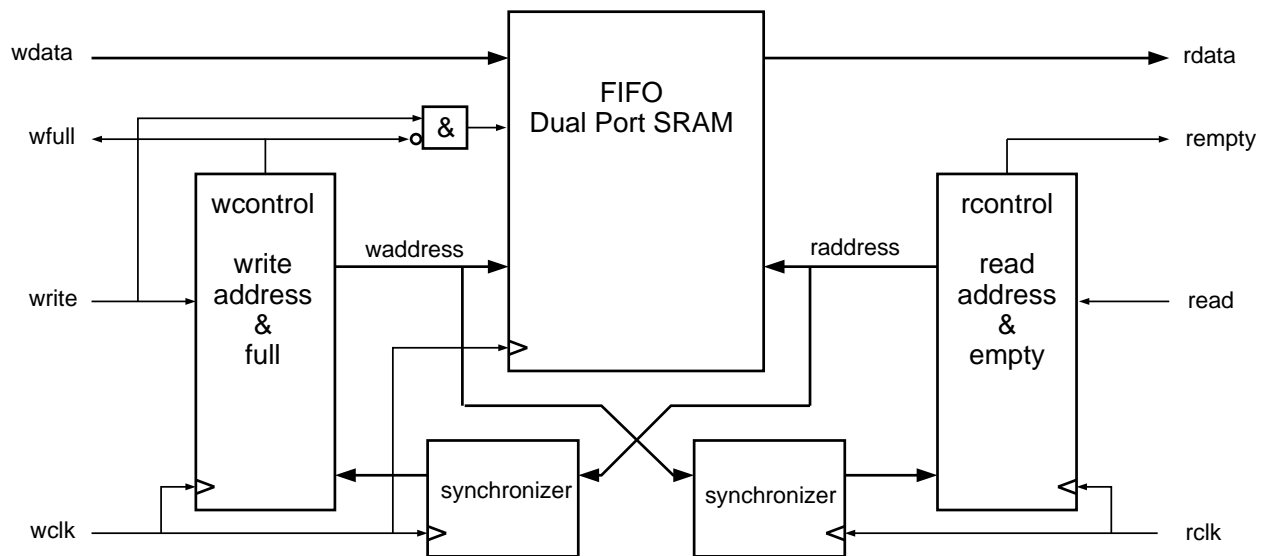 wdata
FIFO
Dual Port SRAM
rdata
wfull
&
rempty
wcontrol
write
address
&
full
waddress
raddress
rcontrol
read
address
&
empty
write
read
synchronizer
synchronizer
wclk
rclk